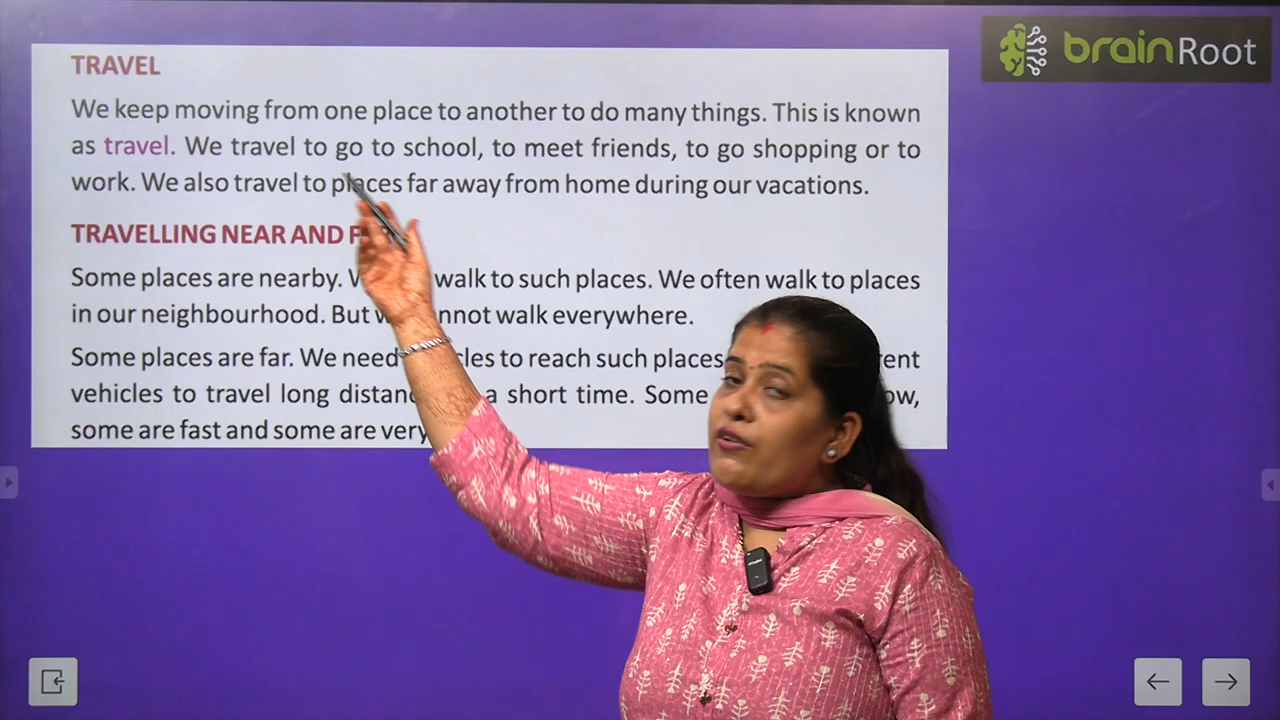 brainRoot
TRAVEL
We keep moving from one place to another to do many things. This is known
as travel. We travel to go to school, to meet friends, to go shopping or to
work. We also travel to places far away from home during our vacations.
TRAVELLING NEAR AND
Some places are nearby. walk to such places. We often walk to places
in our neighbourhood. But walk everywhere.
Some places are far. We need to reach such places
vehicles to travel long a short time. Some
some are fast and some are very